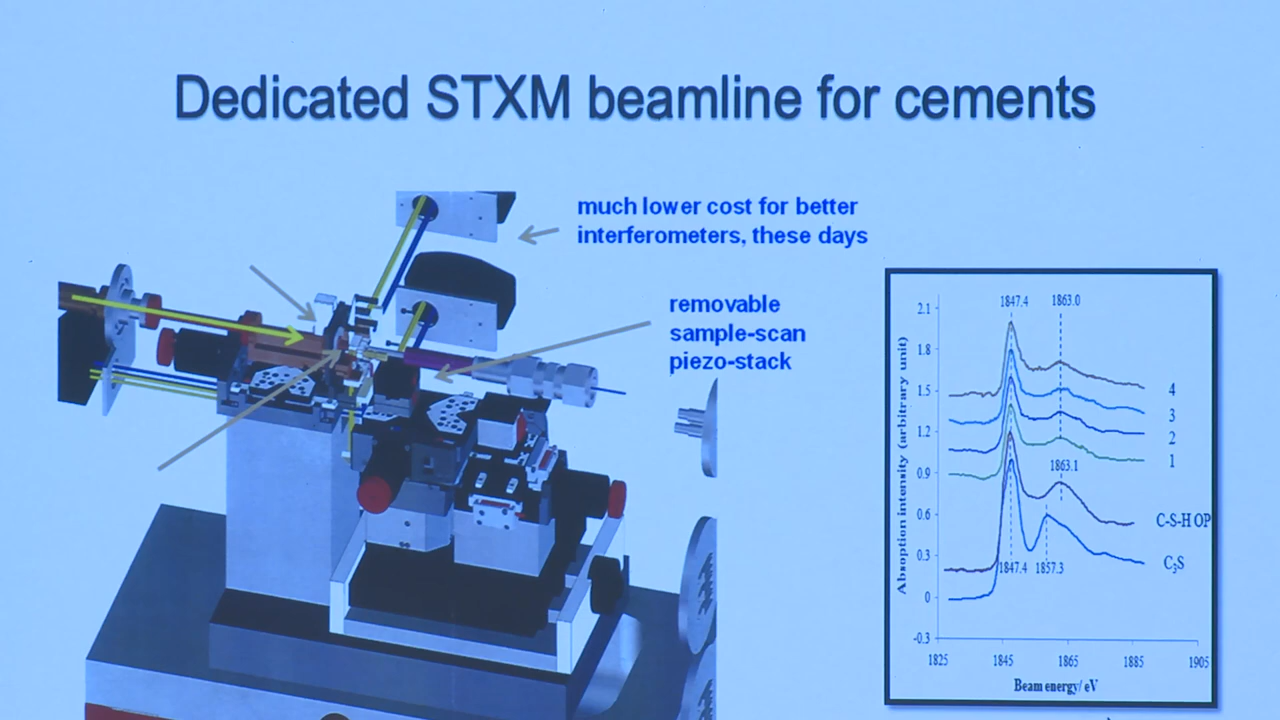 Dedicated STXM beamline for cements
much lower cost for better
interferometers, these days
removable
sample-scan
piezo-stack
1847.4
1863.0
2.1
1.8
1.5
1.2
0.9
0.6
0.3
0
-0.3
Absoption intensity (arbitrary unit)
4
3
2
1
1863.1
C-S-H OP
C₃S
1847.4
1857.3
1825
1845
1865
1885
1905
Beam energy/ eV